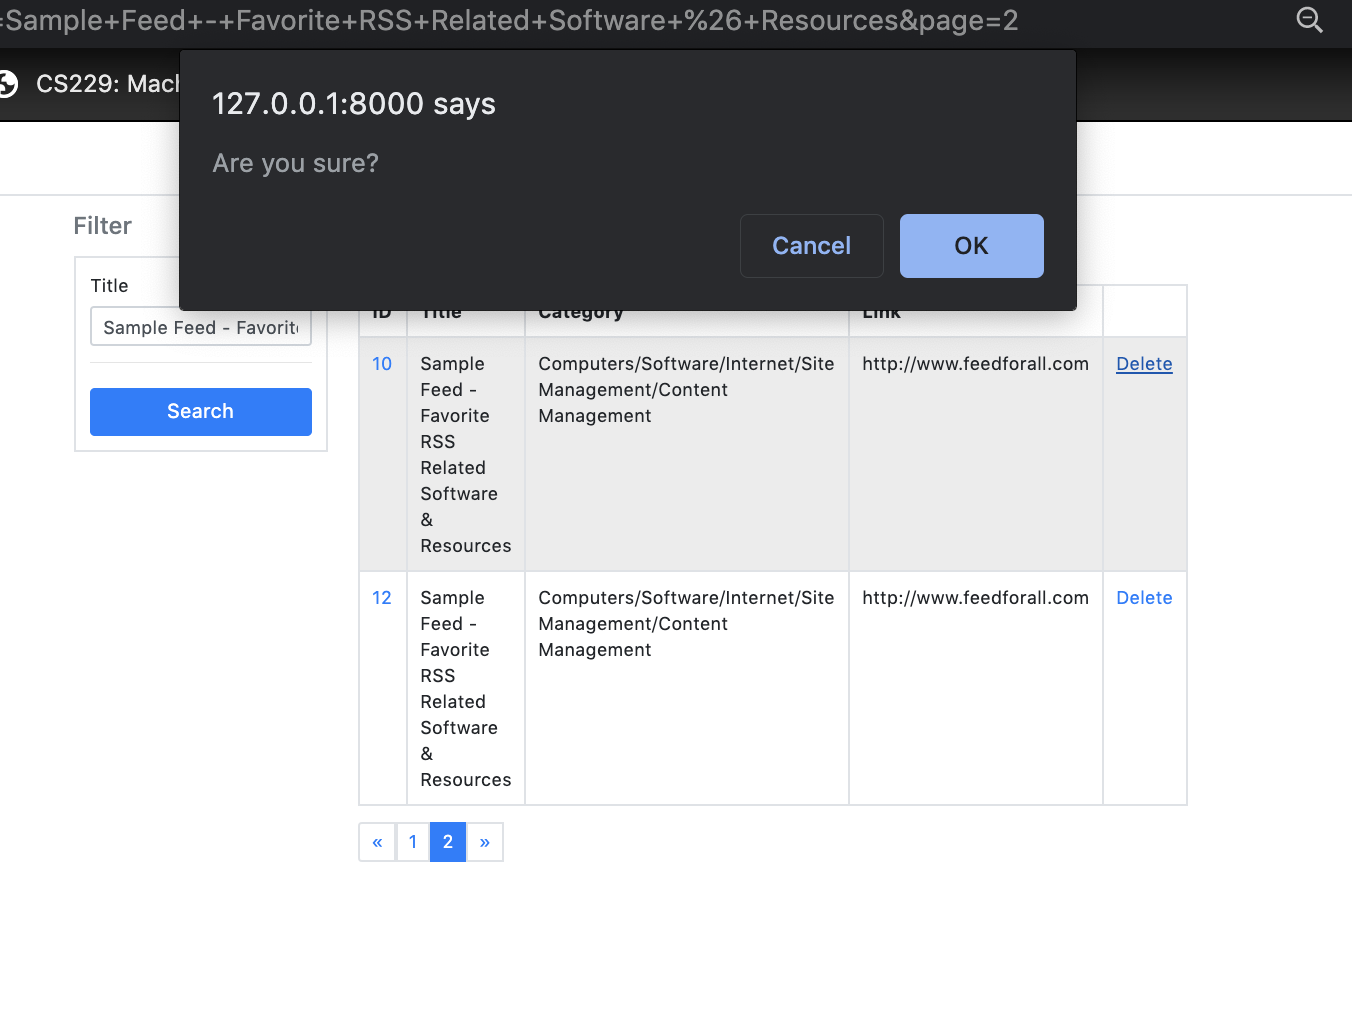 =Sample+Feed+-+Favorite+RSS+Related+Software+%26+Resources&page=2
CS229: Mach
127.0.0.1:8000 says
Are you sure?
Cancel
OK
Filter
Title
Sample Feed - Favorit
Search
ID Title Category Link
10
Sample
Feed -
Favorite
RSS
Related
Software
&
Resources
Computers/Software/Internet/Site
Management/Content
Management
http://www.feedforall.com
Delete
12
Sample
Feed -
Favorite
RSS
Related
Software
&
Resources
Computers/Software/Internet/Site
Management/Content
Management
http://www.feedforall.com
Delete
« 1 2 »